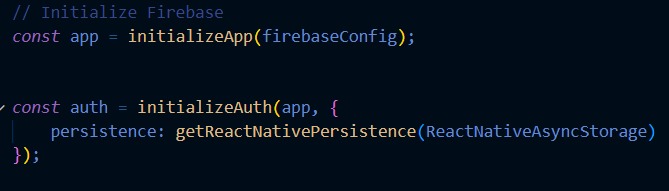 // Initialize Firebase
const app = initializeApp(firebaseConfig);
const auth = initializeAuth(app, {
persistence: getReactNativePersistence(ReactNativeAsyncStorage)
});